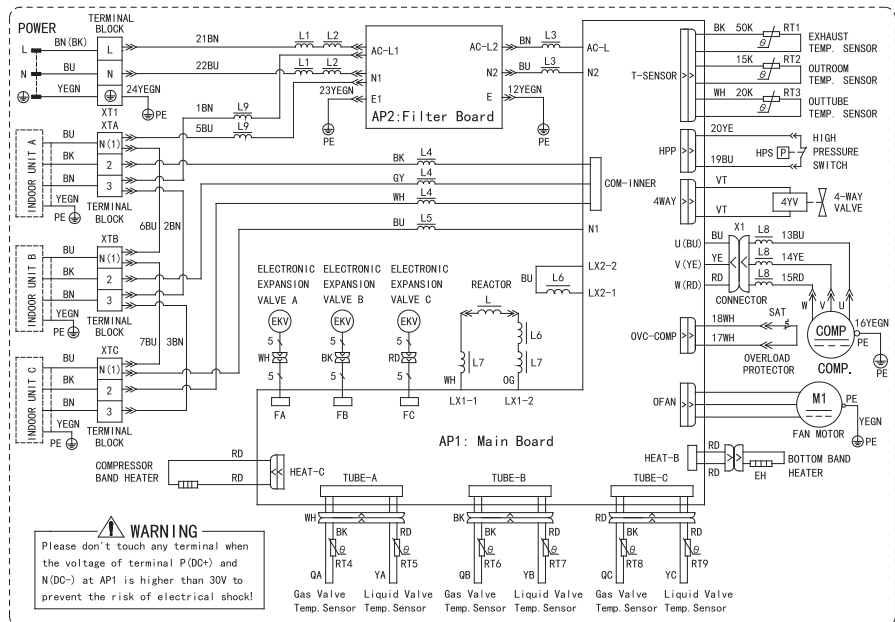 POWER
TERMINAL
BLOCK
L
BN(BK)
L
21BN
L1
L2
AC-L1
AC-L2
BN
L3
AC-L
N
BU
N
22BU
L1
L2
N1
N2
BU
L3
N2
YEGN
24YEGN
PE
XT1
23YEGN
PE
E1
E
12YEGN
PE
AP2:Filter Board
1BN
L9
5BU
L9
XTA
INDOOR UNIT A
BU
N(1)
BK
2
BN
3
YEGN
PE
TERMINAL
BLOCK
6BU
2BN
BK
L4
GY
L4
WH
L4
COM-INNER
BU
L5
N1
XTB
INDOOR UNIT B
BU
N(1)
BK
2
BN
3
YEGN
PE
TERMINAL
BLOCK
7BU
3BN
XTC
INDOOR UNIT C
BU
N(1)
BK
2
BN
3
YEGN
PE
TERMINAL
BLOCK
ELECTRONIC
EXPANSION
VALVE A
EKV
5
WH
5
FA
ELECTRONIC
EXPANSION
VALVE B
EKV
5
BK
5
FB
ELECTRONIC
EXPANSION
VALVE C
EKV
5
RD
5
FC
REACTOR
L
L6
L7
L7
WH
OG
LX1-1
LX1-2
BU
L6
LX2-2
LX2-1
T-SENSOR
BK
50K
RT1
θ
EXHAUST
TEMP. SENSOR
15K
RT2
θ
OUTROOM
TEMP. SENSOR
WH
20K
RT3
θ
OUTTUBE
TEMP. SENSOR
HPP
20YE
19BU
HPS
P
HIGH
PRESSURE
SWITCH
4WAY
VT
VT
4YV
4-WAY
VALVE
U(BU)
BU
X1
L8
13BU
V(YE)
YE
L8
14YE
W(RD)
RD
L8
15RD
CONNECTOR
W
V
U
OVC-COMP
18WH
17WH
SAT
OVERLOAD
PROTECTOR
COMP
16YEGN
PE
PE
COMP.
OFAN
M1
PE
YEGN
PE
FAN MOTOR
AP1: Main Board
HEAT-B
RD
RD
EH
BOTTOM BAND
HEATER
COMPRESSOR
BAND HEATER
RD
RD
HEAT-C
TUBE-A
WH
BK
θ
RT4
RD
θ
RT5
QA
YA
Gas Valve
Temp. Sensor
Liquid Valve
Temp. Sensor
TUBE-B
BK
BK
θ
RT6
RD
θ
RT7
QB
YB
Gas Valve
Temp. Sensor
Liquid Valve
Temp. Sensor
TUBE-C
RD
BK
θ
RT8
RD
θ
RT9
QC
YC
Gas Valve
Temp. Sensor
Liquid Valve
Temp. Sensor
WARNING
Please don't touch any terminal when
the voltage of terminal P(DC+) and
N(DC-) at AP1 is higher than 30V to
prevent the risk of electrical shock!